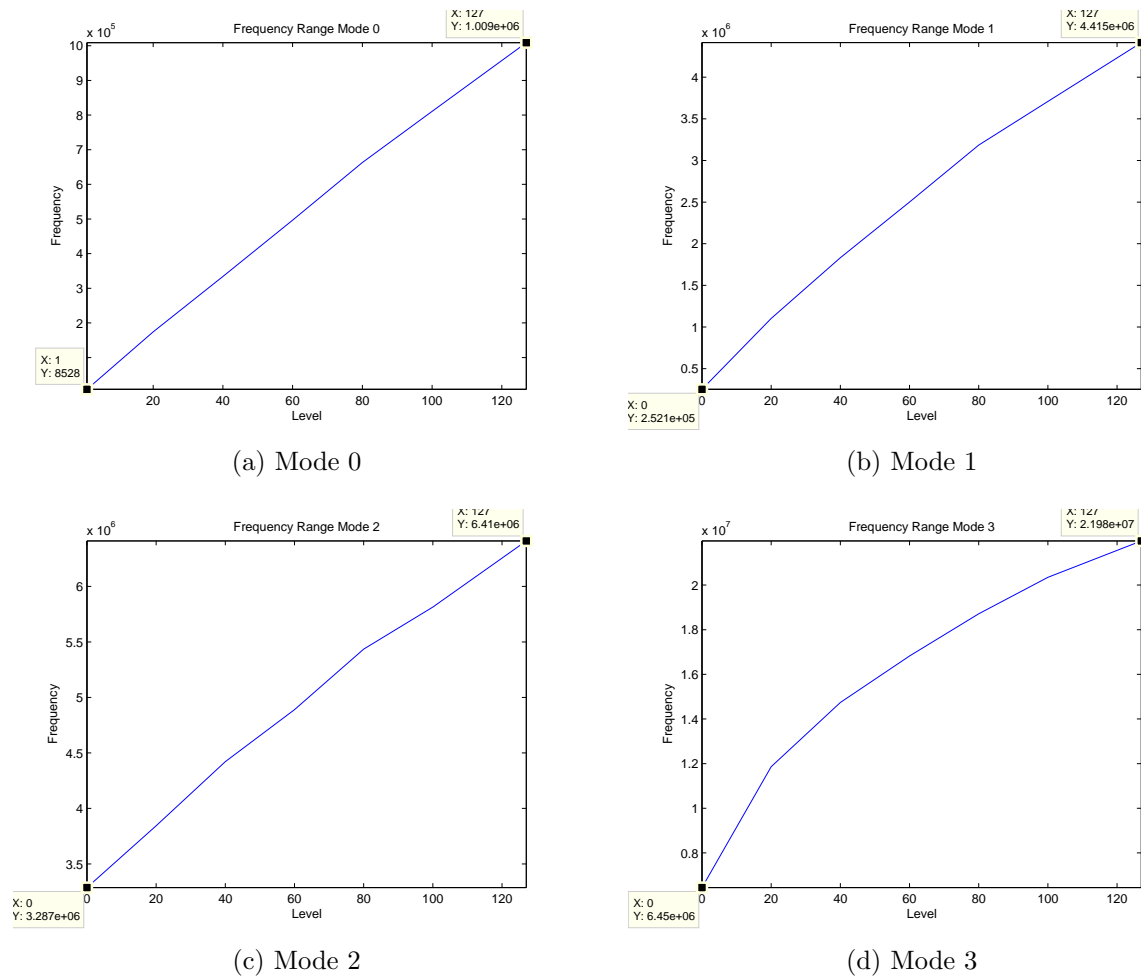 X: 127
Y: 1.009e+06
x 10^5
Frequency Range Mode 0
10
9
8
7
6
5
4
3
2
Frequency
X: 1
Y: 8528
20
40
60
80
100
120
Level
(a) Mode 0
X: 127
Y: 4.415e+06
x 10^6
Frequency Range Mode 1
4
3.5
3
2.5
2
1.5
1
0.5
Frequency
0
20
40
60
80
100
120
Level
X: 0
Y: 2.521e+05
(b) Mode 1
X: 127
Y: 6.41e+06
x 10^6
Frequency Range Mode 2
6
5.5
5
4.5
4
3.5
Frequency
0
20
40
60
80
100
120
Level
X: 0
Y: 3.287e+06
(c) Mode 2
X: 127
Y: 2.198e+07
x 10^7
Frequency Range Mode 3
2
1.8
1.6
1.4
1.2
1
0.8
Frequency
0
20
40
60
80
100
120
Level
X: 0
Y: 6.45e+06
(d) Mode 3